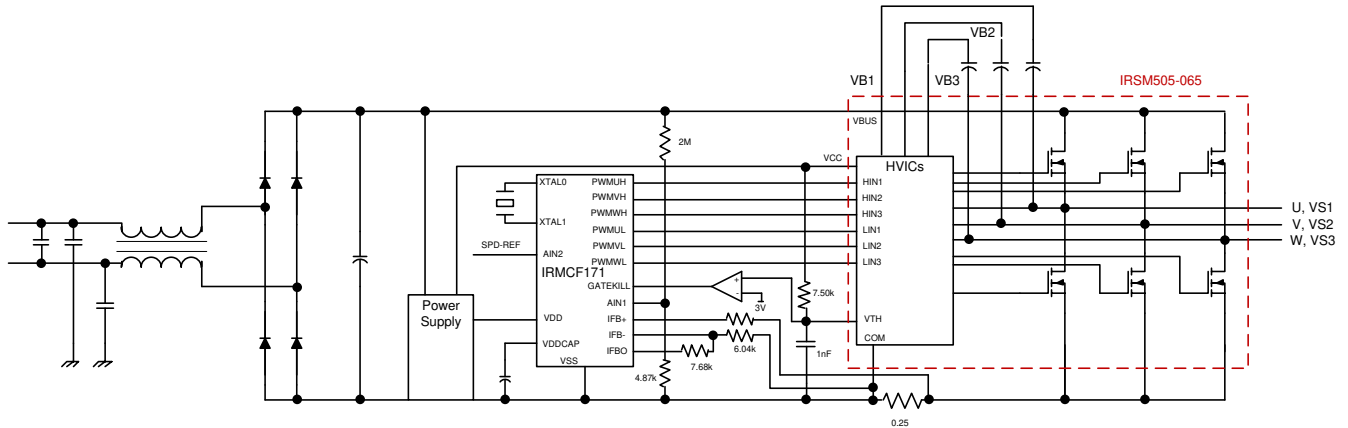 VB2
VB1
VB3
IRSM505-065
VBUS
2M
VCC
HVICs
XTAL0
PWMUH
HIN1
PWMVH
HIN2
PWMWH
HIN3
XTAL1
PWMUL
LIN1
SPD-REF
AIN2
PWMVL
LIN2
PWMWL
LIN3
IRMCF171
GATEKILL
+
-
3V
7.50k
AIN1
Power
Supply
VDD
IFB+
VTH
IFB-
COM
VDDCAP
6.04k
IFBO
1nF
VSS
7.68k
4.87k
0.25
U, VS1
V, VS2
W, VS3